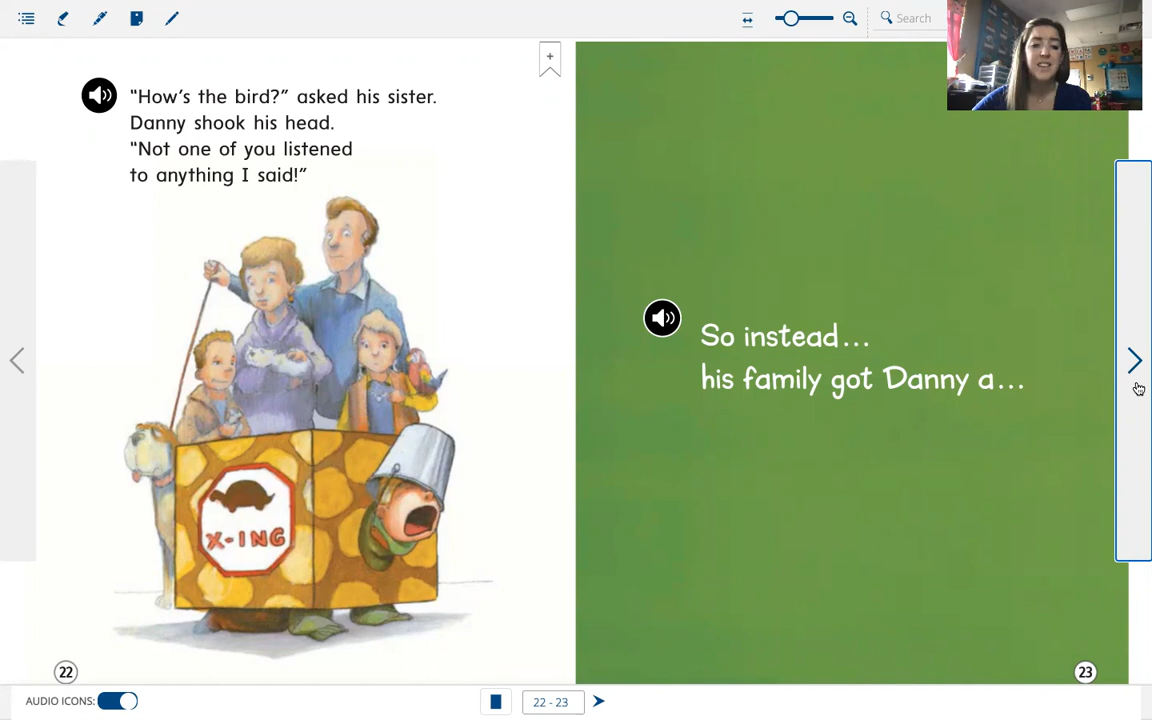 Search
"How's the bird?" asked his sister.
Danny shook his head.
"Not one of you listened
to anything I said!"
X-ING
So instead...
his family got Danny a...
22
23
AUDIO ICONS:
22 - 23